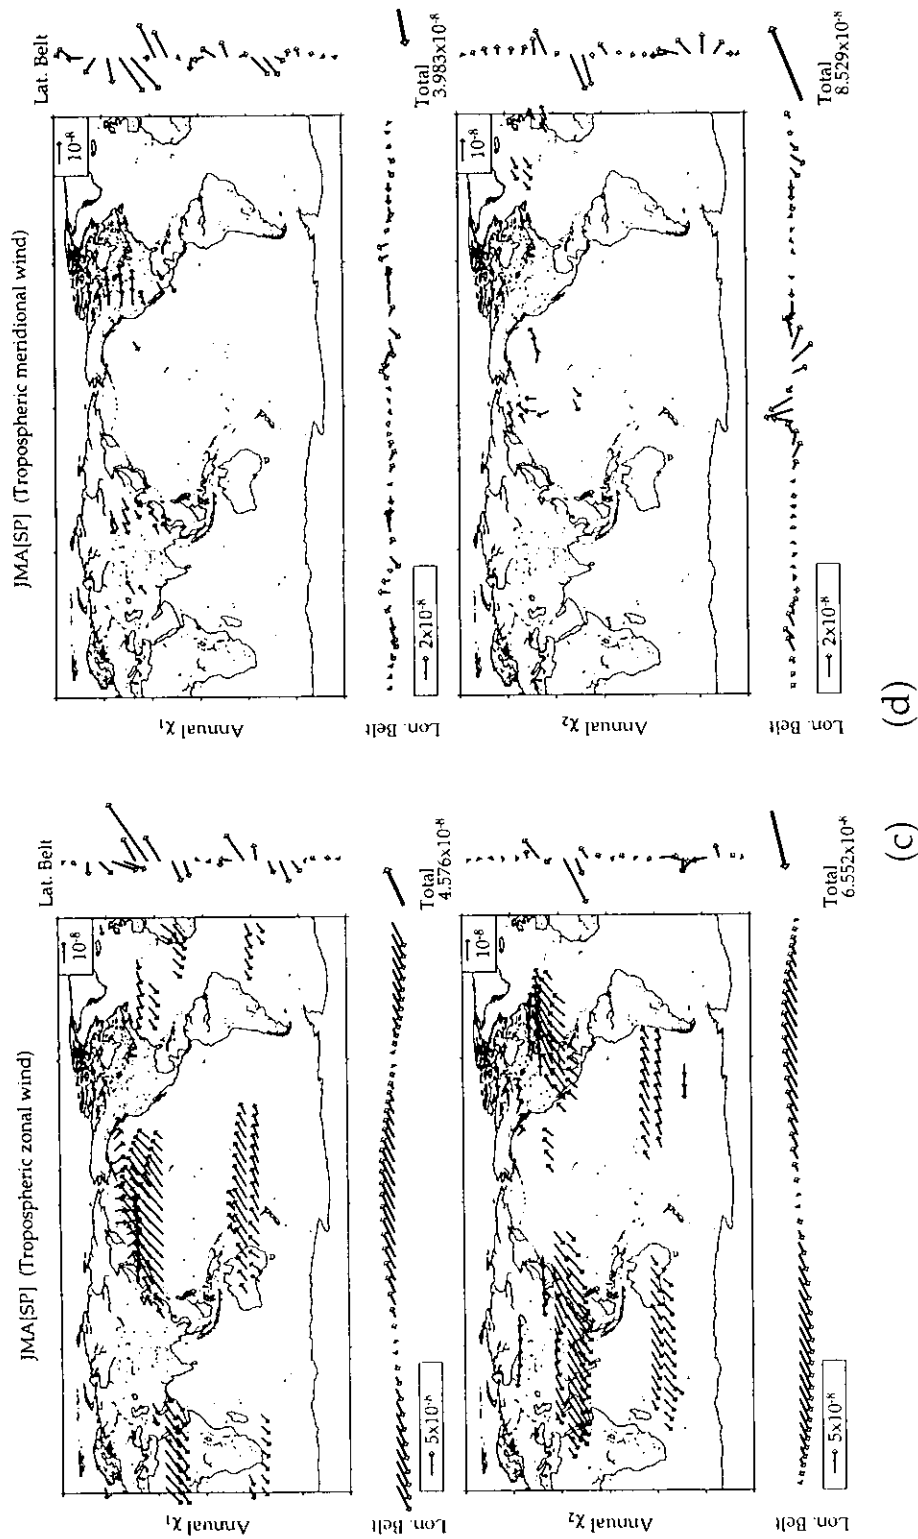 JMA[SP] (Tropospheric zonal wind)
Lat. Belt
10⁻⁸
Annual χ₁
Lon. Belt
5x10⁻⁸
Total
4.576x10⁻⁸
10⁻⁸
Annual χ₂
Lon. Belt
5x10⁻⁸
Total
6.552x10⁻⁸
(c)
JMA[SP] (Tropospheric meridional wind)
Lat. Belt
10⁻⁸
Annual χ₁
Lon. Belt
2x10⁻⁸
Total
3.983x10⁻⁸
10⁻⁸
Annual χ₂
Lon. Belt
2x10⁻⁸
Total
8.529x10⁻⁸
(d)